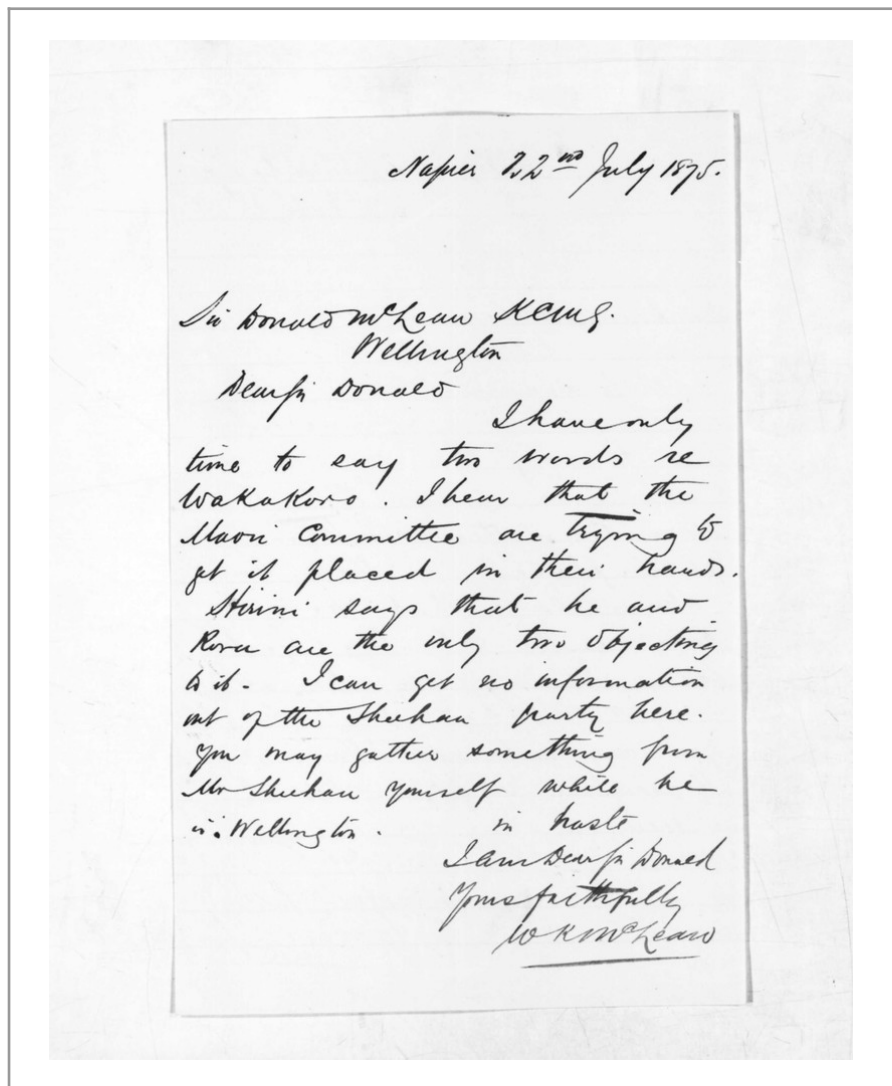 Napier 22nd July 1875.
Sir Donald McLean KCMG.
Wellington
Dear Sir Donald
I have only
time to say two words re
Wakakoro. I hear that the
Maori Committee are trying to
get it placed in their hands.
Hirini says that he and
Rora are the only two objecting
to it. I can get no information
out of the Sheehan party here.
You may gather something from
Mr Sheehan yourself while he
is in Wellington. in haste
I am Dear Sir Donald
Yours faithfully
W K McLean